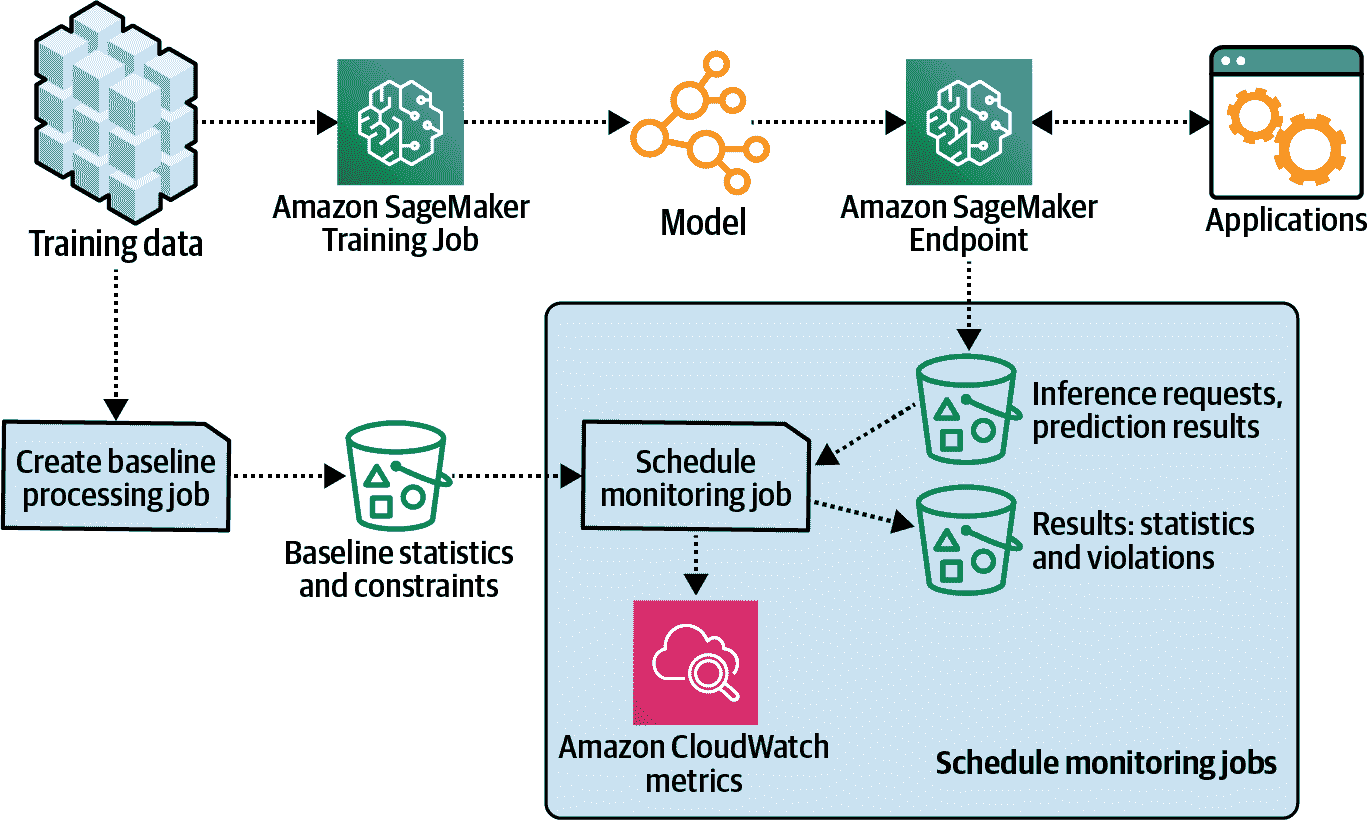 Training data
Amazon SageMaker
Training Job
Model
Amazon SageMaker
Endpoint
Applications
Create baseline
processing job
Baseline statistics
and constraints
Schedule
monitoring job
Inference requests,
prediction results
Results: statistics
and violations
Amazon CloudWatch
metrics
Schedule monitoring jobs